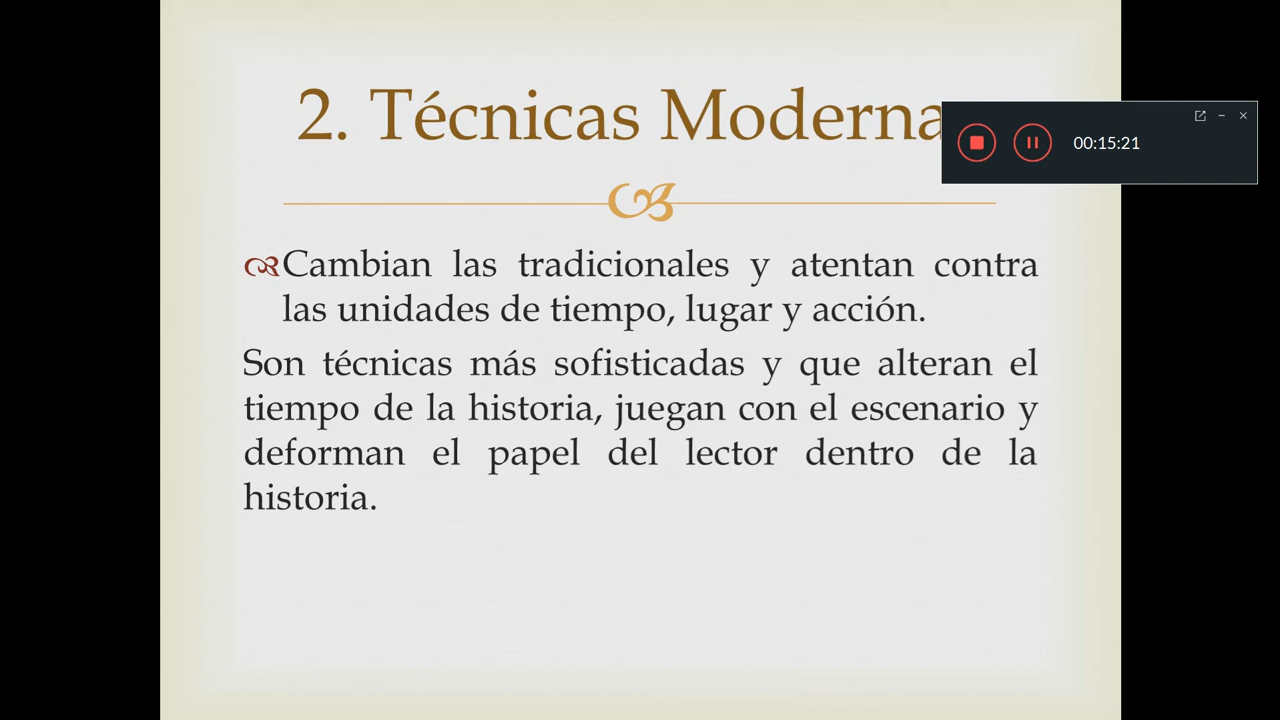 2. Técnicas Moderna
00:15:21
Cambian las tradicionales y atentan contra
las unidades de tiempo, lugar y acción.
Son técnicas más sofisticadas y que alteran el
tiempo de la historia, juegan con el escenario y
deforman el papel del lector dentro de la
historia.